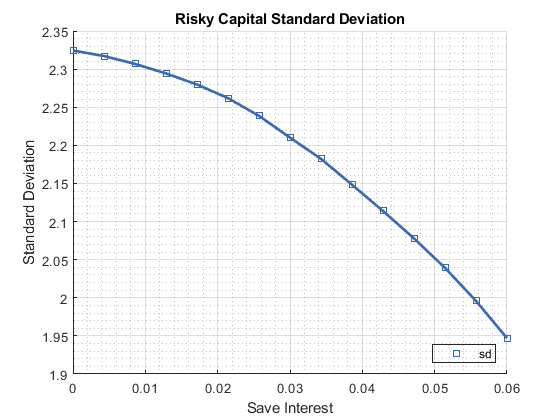 Risky Capital Standard Deviation
2.35
2.3
2.25
2.2
2.15
2.1
2.05
2
1.95
1.9
Standard Deviation
sd
0 0.01 0.02 0.03 0.04 0.05 0.06
Save Interest